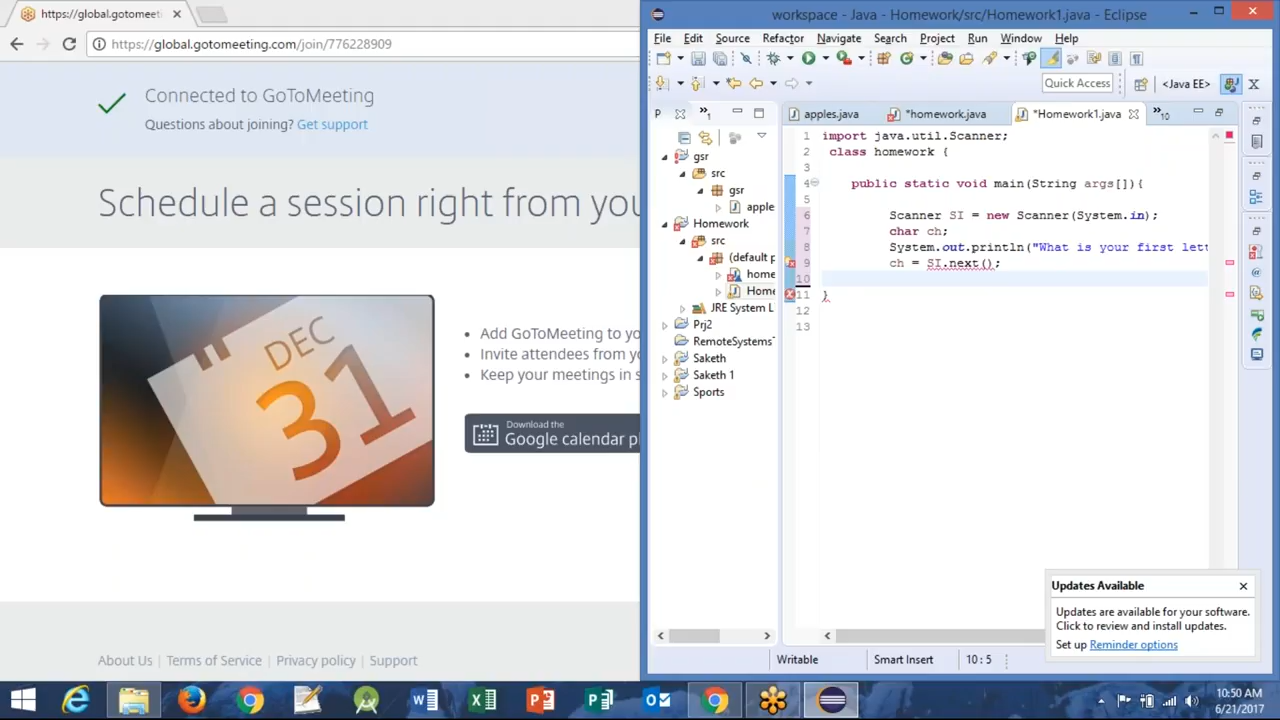 https://global.gotomeeti
https://global.gotomeeting.com/join/776228909
Connected to GoToMeeting
Questions about joining? Get support
Schedule a session right from you
DEC
31
Add GoToMeeting to yo
Invite attendees from yo
Keep your meetings in s
Download the
Google calendar pl
About Us
Terms of Service
Privacy policy
Support
workspace - Java - Homework/src/Homework1.java - Eclipse
File Edit Source Refactor Navigate Search Project Run Window Help
Quick Access
<Java EE>
P
»1
apples.java
*homework.java
*Homework1.java
»10
gsr
src
gsr
apple
Homework
src
(default p
home
Home
JRE System L
Prj2
RemoteSystems
Saketh
Saketh 1
Sports
1 import java.util.Scanner;
2 class homework {
3
4 public static void main(String args[]){
5
6 Scanner SI = new Scanner(System.in);
7 char ch;
8 System.out.println("What is your first lett
9 ch = SI.next();
10
11 }
12
13
Updates Available
Updates are available for your software.
Click to review and install updates.
Set up Reminder options
Writable
Smart Insert
10 : 5
10:50 AM
6/21/2017